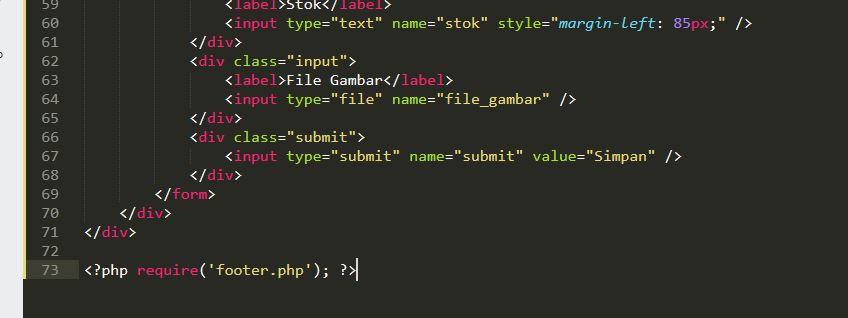 59 <label>Stok</label>
60 <input type="text" name="stok" style="margin-left: 85px;" />
61 </div>
62 <div class="input">
63 <label>File Gambar</label>
64 <input type="file" name="file_gambar" />
65 </div>
66 <div class="submit">
67 <input type="submit" name="submit" value="Simpan" />
68 </div>
69 </form>
70 </div>
71 </div>
72
73 <?php require('footer.php'); ?>